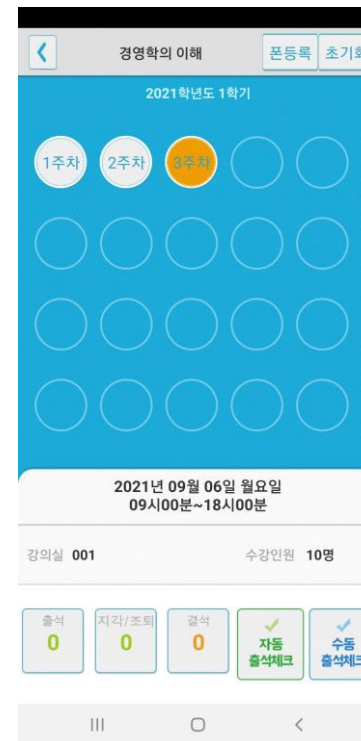 경영학의 이해
폰등록
초기화
2021학년도 1학기
1주차
2주차
3주차
2021년 09월 06일 월요일
09시00분~18시00분
강의실 001
수강인원 10명
출석
0
지각/조퇴
0
결석
0
자동
출석체크
수동
출석체크